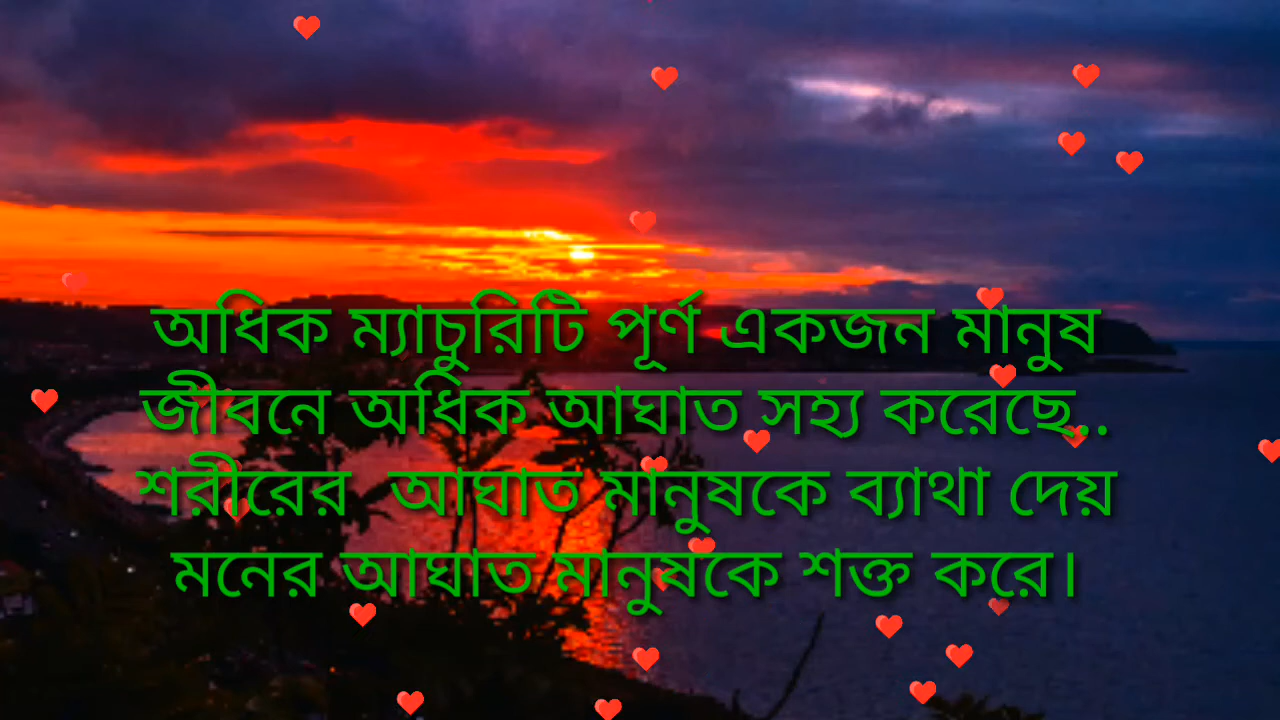 অধিক ম্যাচুরিটি পূর্ণ একজন মানুষ
জীবনে অধিক আঘাত সহ্য করেছে..
শরীরের  আঘাত মানুষকে ব্যাথা দেয়
মনের আঘাত মানুষকে শক্ত করে।